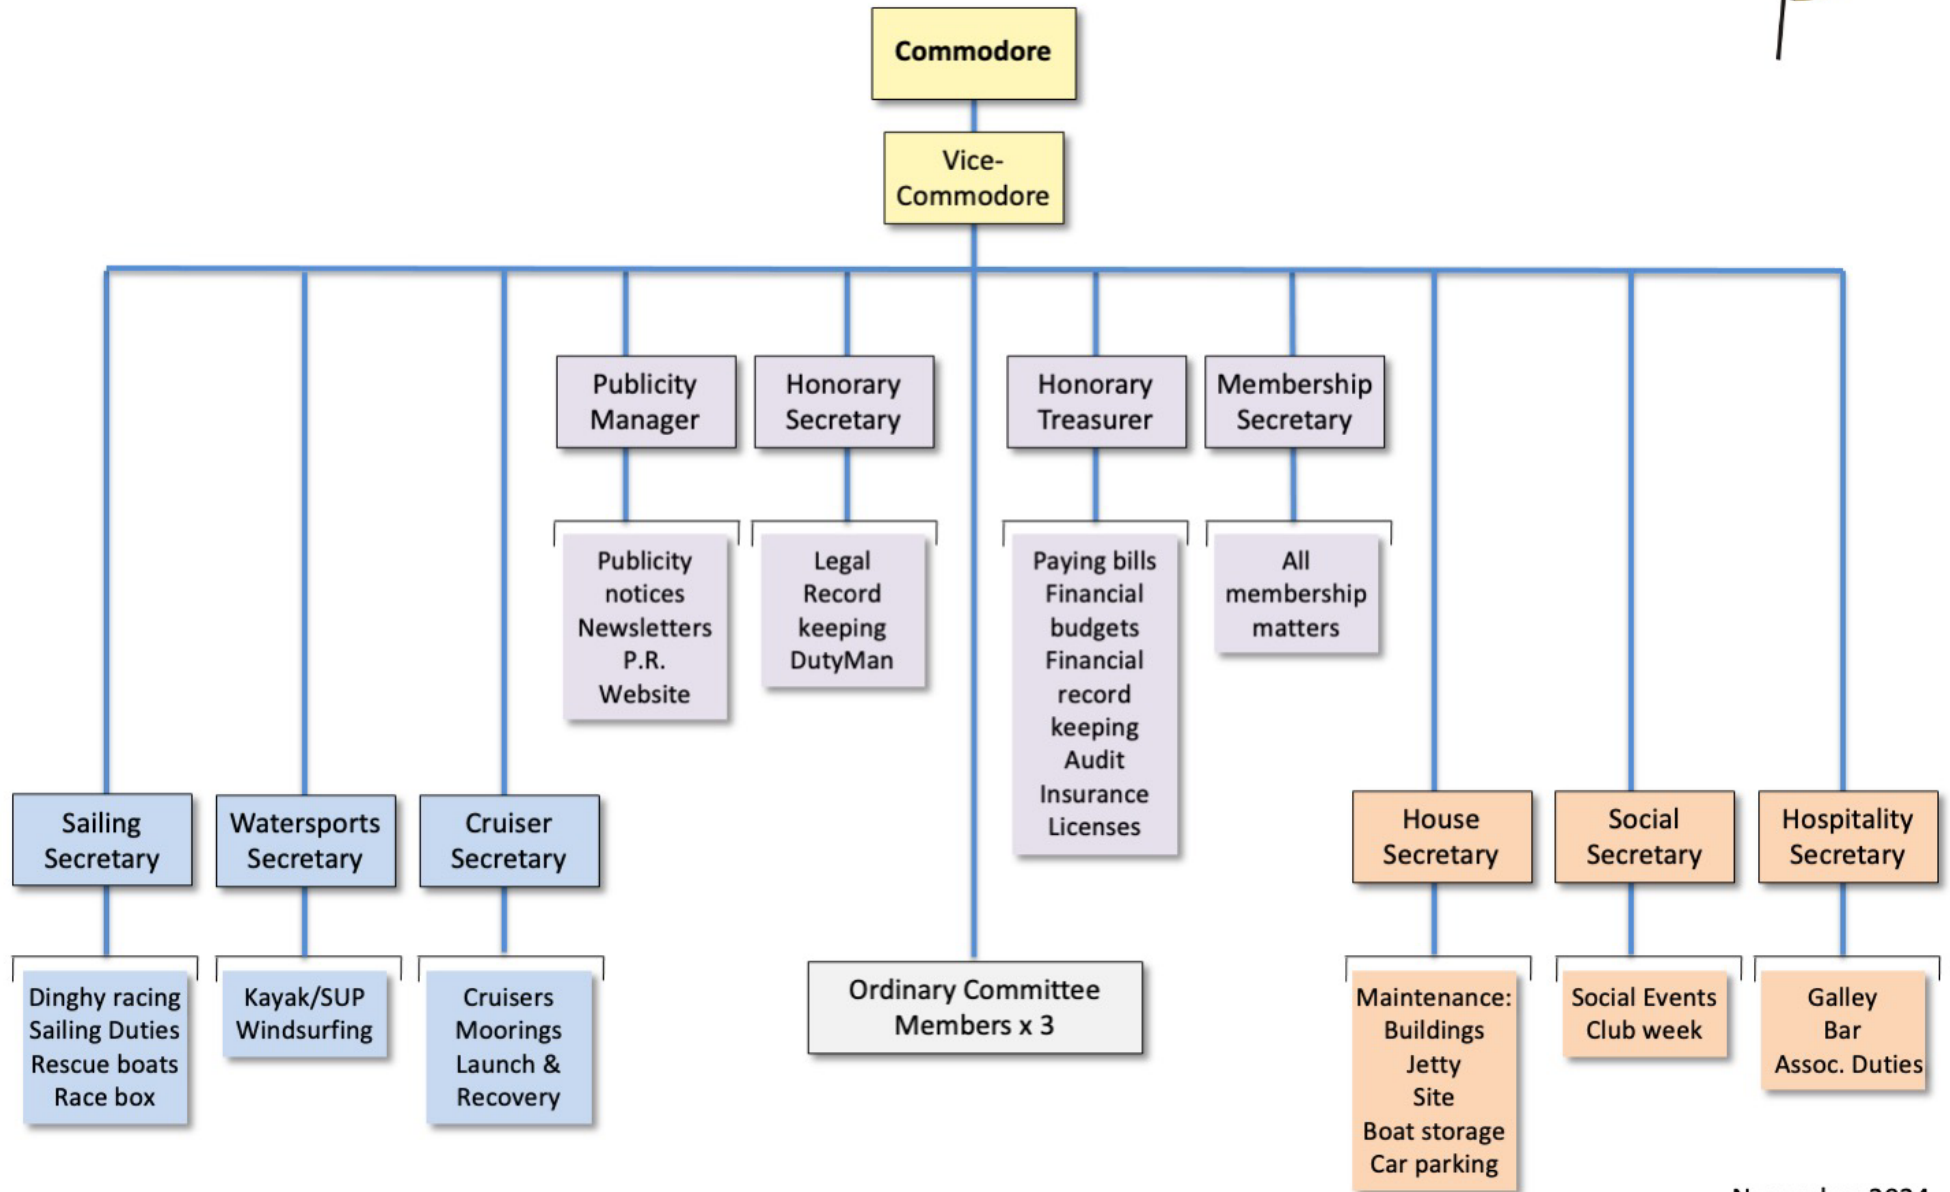 Commodore
Vice-
Commodore
Publicity
Manager
Honorary
Secretary
Honorary
Treasurer
Membership
Secretary
Publicity
notices
Newsletters
P.R.
Website
Legal
Record
keeping
DutyMan
Paying bills
Financial
budgets
Financial
record
keeping
Audit
Insurance
Licenses
All
membership
matters
Sailing
Secretary
Watersports
Secretary
Cruiser
Secretary
House
Secretary
Social
Secretary
Hospitality
Secretary
Dinghy racing
Sailing Duties
Rescue boats
Race box
Kayak/SUP
Windsurfing
Cruisers
Moorings
Launch &
Recovery
Ordinary Committee
Members x 3
Maintenance:
Buildings
Jetty
Site
Boat storage
Car parking
Social Events
Club week
Galley
Bar
Assoc. Duties